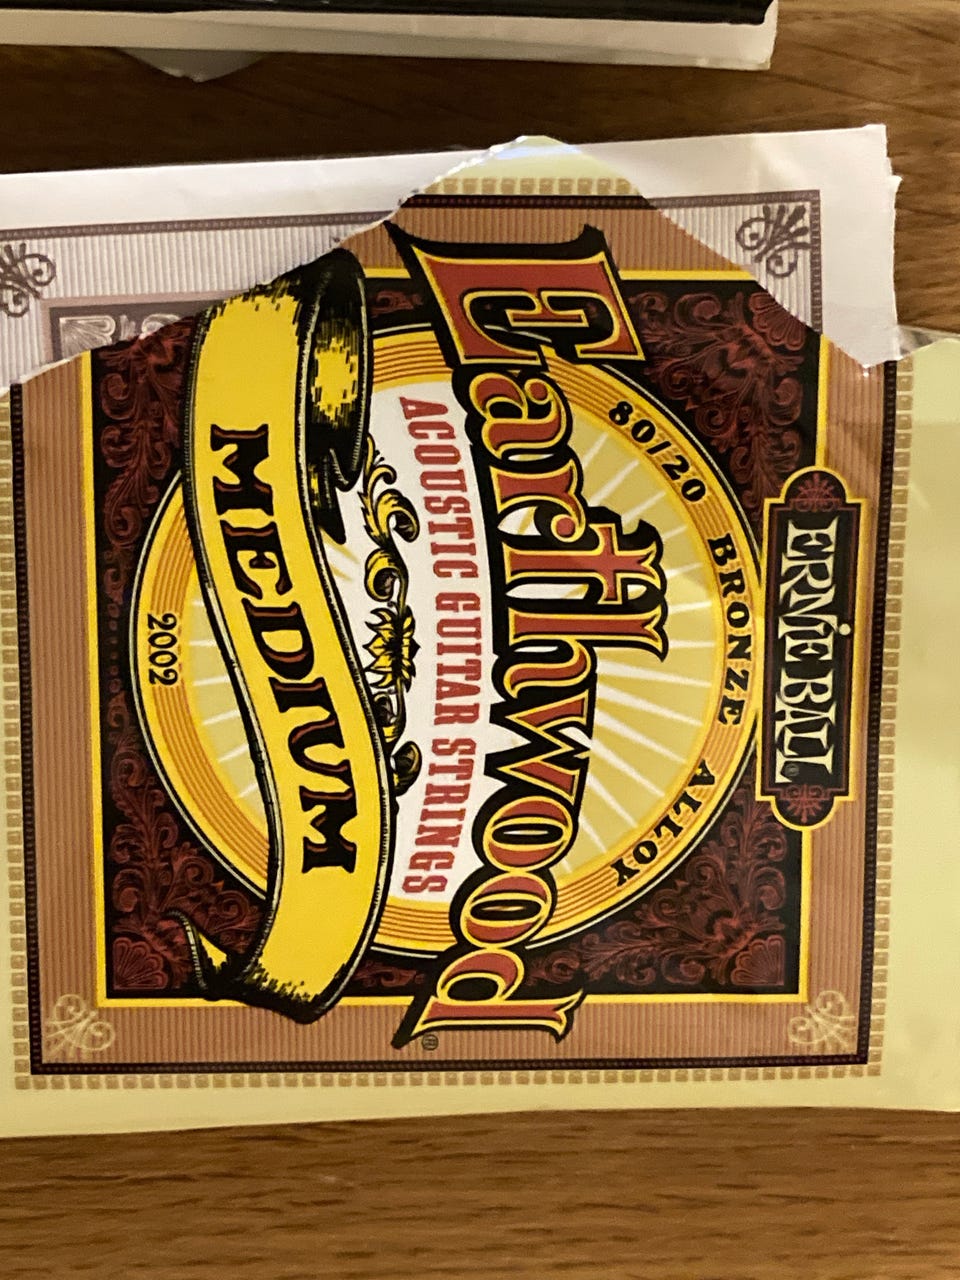 ERNIE BALL®
80/20 BRONZE ALLOY
Earthwood®
ACOUSTIC GUITAR STRINGS
MEDIUM
2002